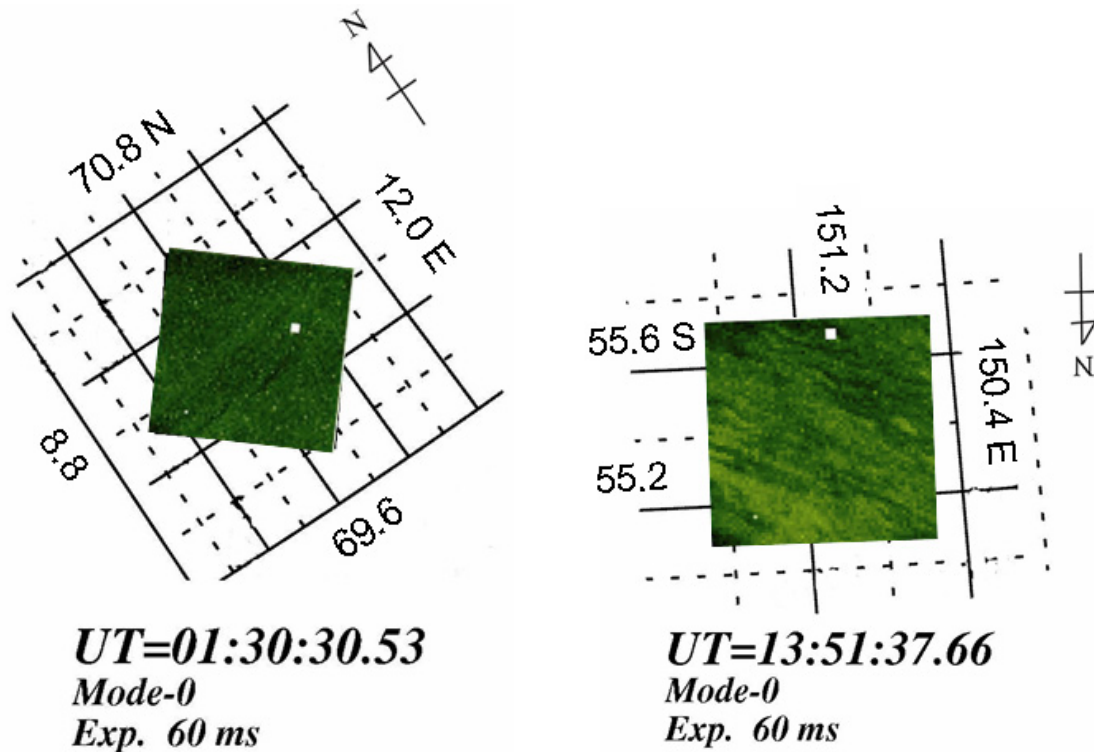 N
70.8 N
12.0 E
8.8
69.6
UT=01:30:30.53
Mode-0
Exp. 60 ms
151.2
55.6 S
N
150.4 E
55.2
UT=13:51:37.66
Mode-0
Exp. 60 ms